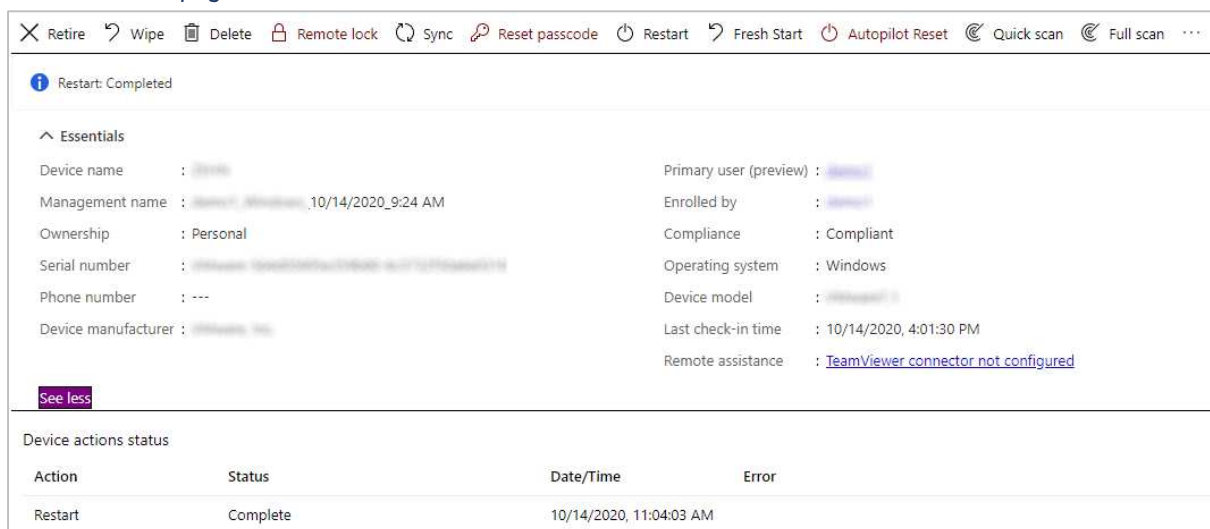 Retire Wipe Delete Remote lock Sync Reset passcode Restart Fresh Start Autopilot Reset Quick scan Full scan ...
Restart: Completed
Essentials
Device name :
Primary user (preview) :
Management name : 10/14/2020_9:24 AM
Enrolled by :
Ownership : Personal
Compliance : Compliant
Serial number :
Operating system : Windows
Phone number : ---
Device model :
Device manufacturer :
Last check-in time : 10/14/2020, 4:01:30 PM
Remote assistance : TeamViewer connector not configured
See less
Device actions status
Action Status Date/Time Error
Restart Complete 10/14/2020, 11:04:03 AM